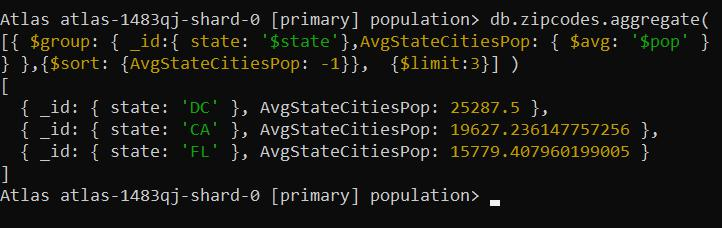 Atlas atlas-1483qj-shard-0 [primary] population> db.zipcodes.aggregate(
[{ $group: { _id:{ state: '$state'},AvgStateCitiesPop: { $avg: '$pop' }
} },{$sort: {AvgStateCitiesPop: -1}},  {$limit:3}] )
[
  { _id: { state: 'DC' }, AvgStateCitiesPop: 25287.5 },
  { _id: { state: 'CA' }, AvgStateCitiesPop: 19627.236147757256 },
  { _id: { state: 'FL' }, AvgStateCitiesPop: 15779.407960199005 }
]
Atlas atlas-1483qj-shard-0 [primary] population>